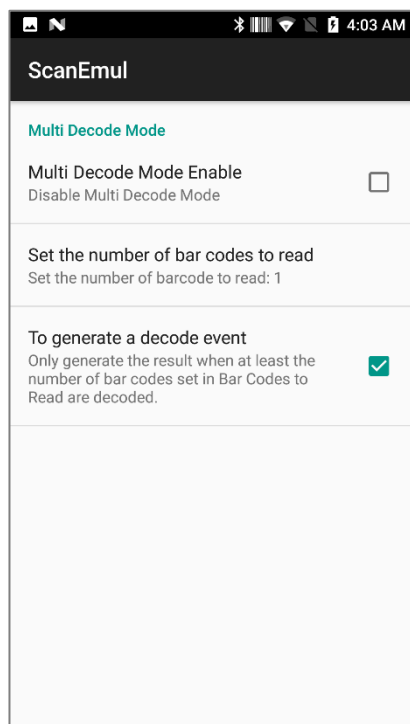 4:03 AM
ScanEmul
Multi Decode Mode
Multi Decode Mode Enable
Disable Multi Decode Mode
Set the number of bar codes to read
Set the number of barcode to read: 1
To generate a decode event
Only generate the result when at least the
number of bar codes set in Bar Codes to
Read are decoded.